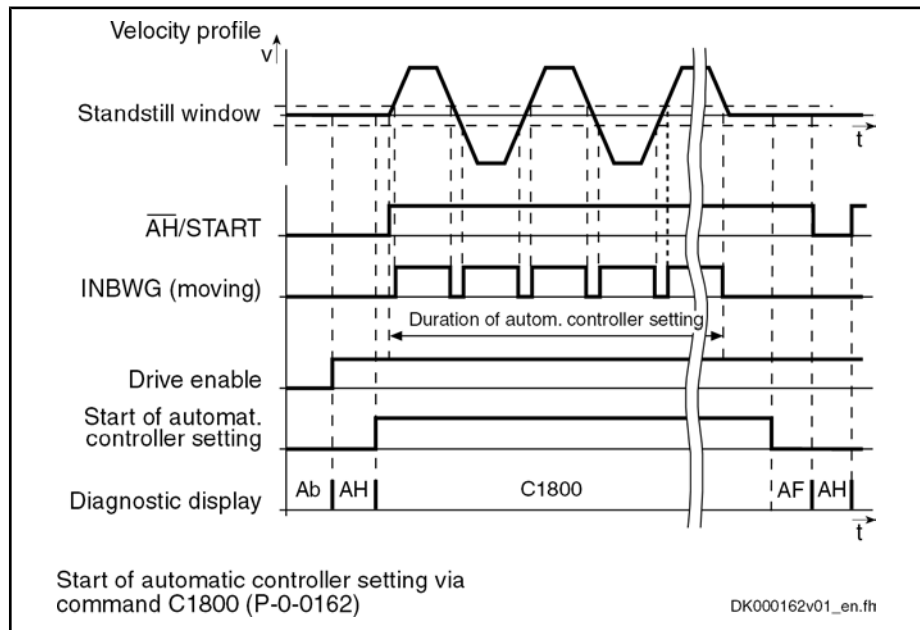 Velocity profile
v
Standstill window
t
A̅H̅/START
INBWG (moving)
Duration of autom. controller setting
Drive enable
Start of automat.
controller setting
Diagnostic display
Ab AH C1800 AF AH
t
Start of automatic controller setting via
command C1800 (P-0-0162)
DK000162v01_en.fh